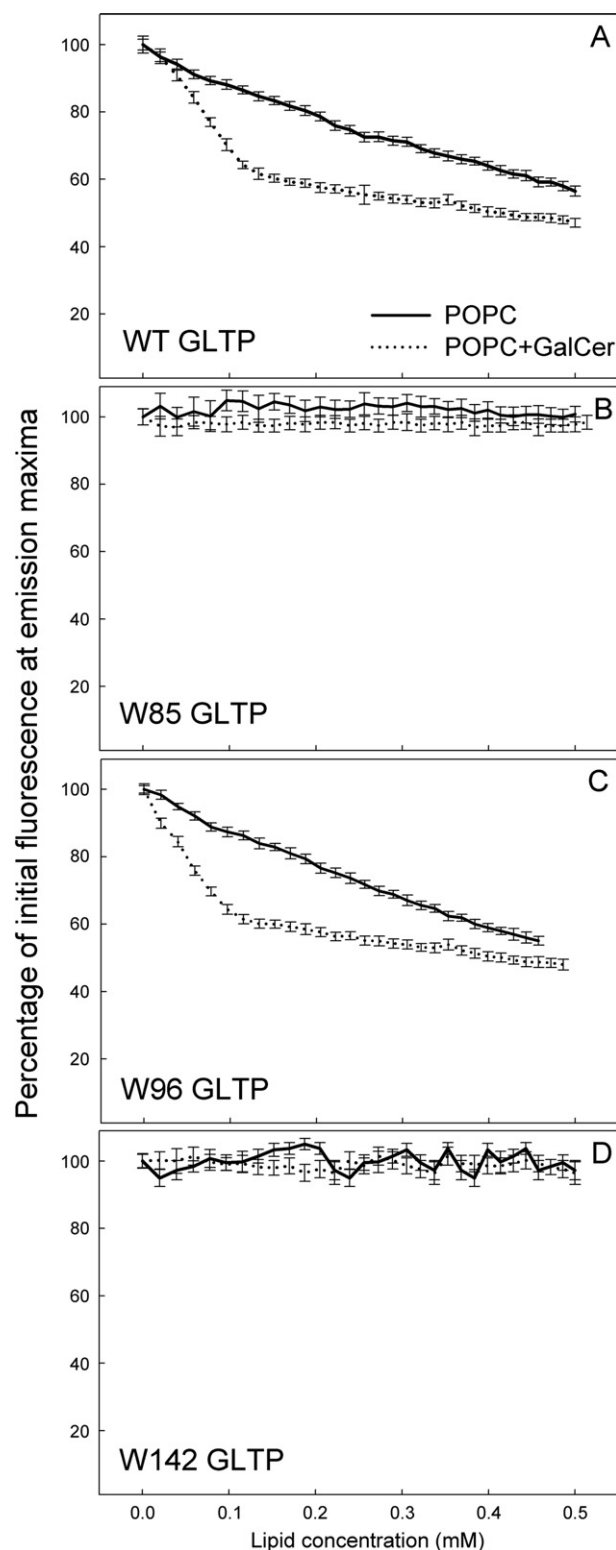 Percentage of initial fluorescence at emission maxima
A
100
80
60
40
20
WT GLTP
POPC
POPC+GalCer
B
100
80
60
40
20
W85 GLTP
C
100
80
60
40
20
W96 GLTP
D
100
80
60
40
20
W142 GLTP
0.0 0.1 0.2 0.3 0.4 0.5
Lipid concentration (mM)